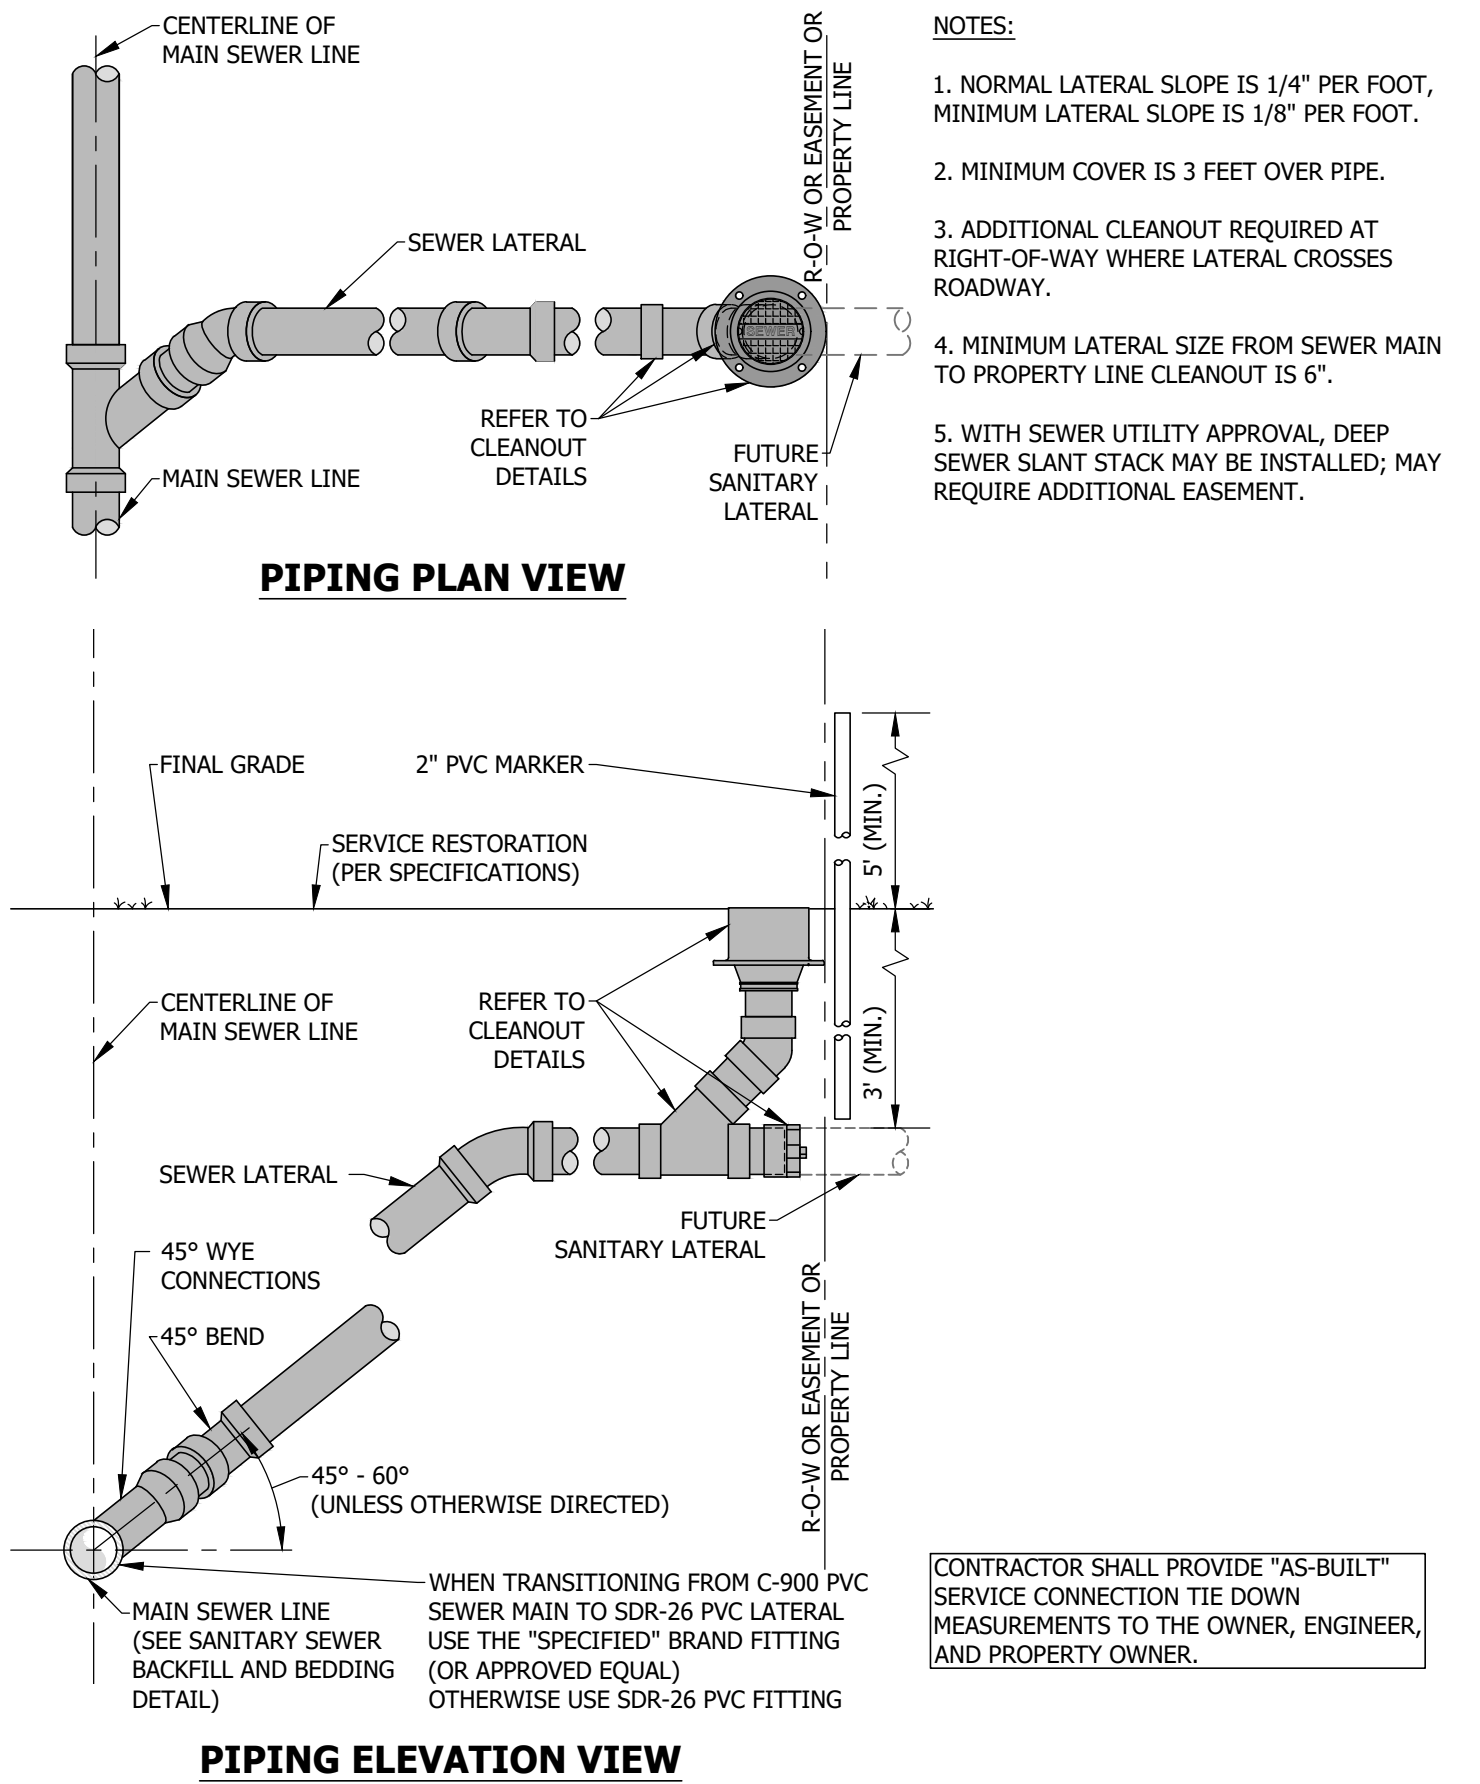 CENTERLINE OF
MAIN SEWER LINE
R-O-W OR EASEMENT OR
PROPERTY LINE
SEWER LATERAL
SEWER
REFER TO
CLEANOUT
DETAILS
FUTURE
SANITARY
LATERAL
MAIN SEWER LINE
PIPING PLAN VIEW
NOTES:
1. NORMAL LATERAL SLOPE IS 1/4" PER FOOT,
MINIMUM LATERAL SLOPE IS 1/8" PER FOOT.
2. MINIMUM COVER IS 3 FEET OVER PIPE.
3. ADDITIONAL CLEANOUT REQUIRED AT
RIGHT-OF-WAY WHERE LATERAL CROSSES
ROADWAY.
4. MINIMUM LATERAL SIZE FROM SEWER MAIN
TO PROPERTY LINE CLEANOUT IS 6".
5. WITH SEWER UTILITY APPROVAL, DEEP
SEWER SLANT STACK MAY BE INSTALLED; MAY
REQUIRE ADDITIONAL EASEMENT.
FINAL GRADE
2" PVC MARKER
5' (MIN.)
SERVICE RESTORATION
(PER SPECIFICATIONS)
CENTERLINE OF
MAIN SEWER LINE
REFER TO
CLEANOUT
DETAILS
3' (MIN.)
SEWER LATERAL
FUTURE
SANITARY LATERAL
45° WYE
CONNECTIONS
45° BEND
R-O-W OR EASEMENT OR
PROPERTY LINE
45° - 60°
(UNLESS OTHERWISE DIRECTED)
MAIN SEWER LINE
(SEE SANITARY SEWER
BACKFILL AND BEDDING
DETAIL)
WHEN TRANSITIONING FROM C-900 PVC
SEWER MAIN TO SDR-26 PVC LATERAL
USE THE "SPECIFIED" BRAND FITTING
(OR APPROVED EQUAL)
OTHERWISE USE SDR-26 PVC FITTING
CONTRACTOR SHALL PROVIDE "AS-BUILT"
SERVICE CONNECTION TIE DOWN
MEASUREMENTS TO THE OWNER, ENGINEER,
AND PROPERTY OWNER.
PIPING ELEVATION VIEW